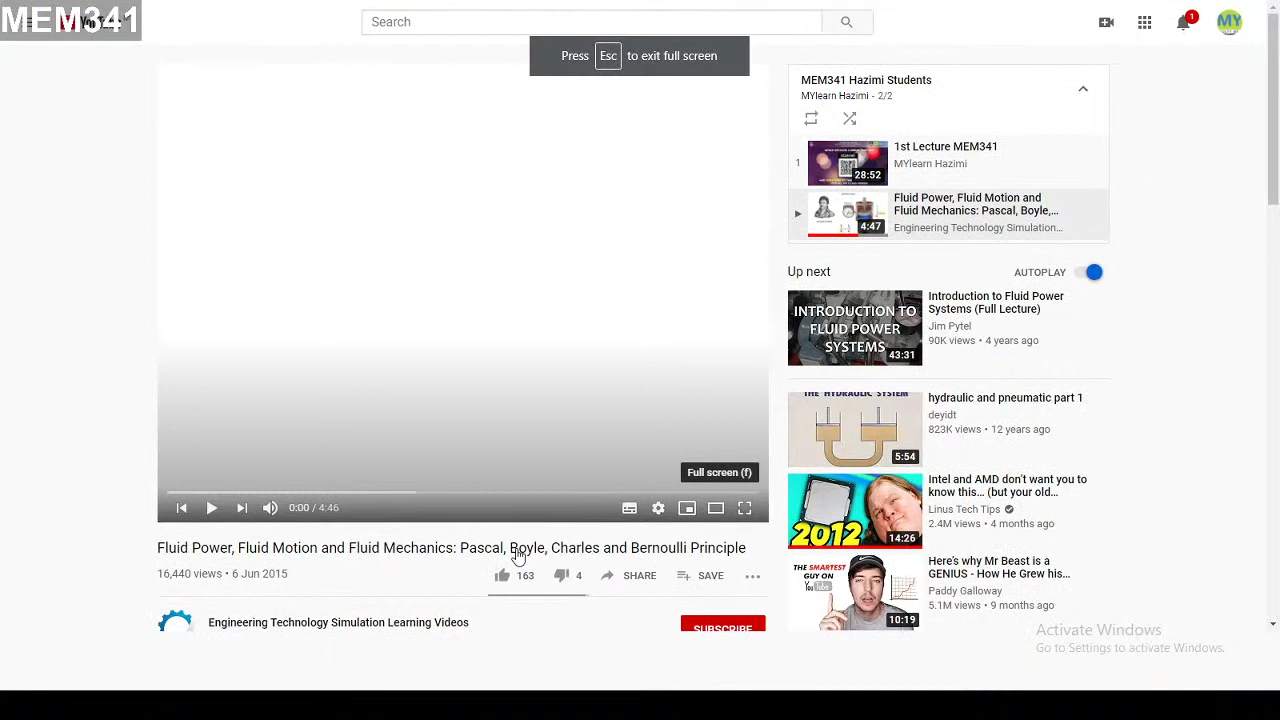 MEM341
Search
1
MY
Press Esc to exit full screen
MEM341 Hazimi Students
MYlearn Hazimi - 2/2
1
28:52
1st Lecture MEM341
MYlearn Hazimi
4:47
Fluid Power, Fluid Motion and
Fluid Mechanics: Pascal, Boyle,...
Engineering Technology Simulation...
Up next
AUTOPLAY
INTRODUCTION TO
FLUID POWER
SYSTEMS
43:31
Introduction to Fluid Power
Systems (Full Lecture)
Jim Pytel
90K views • 4 years ago
THE HYDRAULIC SYSTEM
5:54
hydraulic and pneumatic part 1
deyidt
823K views • 12 years ago
2012
14:26
Intel and AMD don't want you to
know this... (but your old...
Linus Tech Tips
2.4M views • 4 months ago
THE SMARTEST
GUY ON
10:19
Here's why Mr Beast is a
GENIUS - How He Grew his...
Paddy Galloway
5.1M views • 9 months ago
Full screen (f)
0:00 / 4:46
Fluid Power, Fluid Motion and Fluid Mechanics: Pascal, Boyle, Charles and Bernoulli Principle
16,440 views • 6 Jun 2015
163
4
SHARE
SAVE
Engineering Technology Simulation Learning Videos
SUBSCRIBE
Activate Windows
Go to Settings to activate Windows.